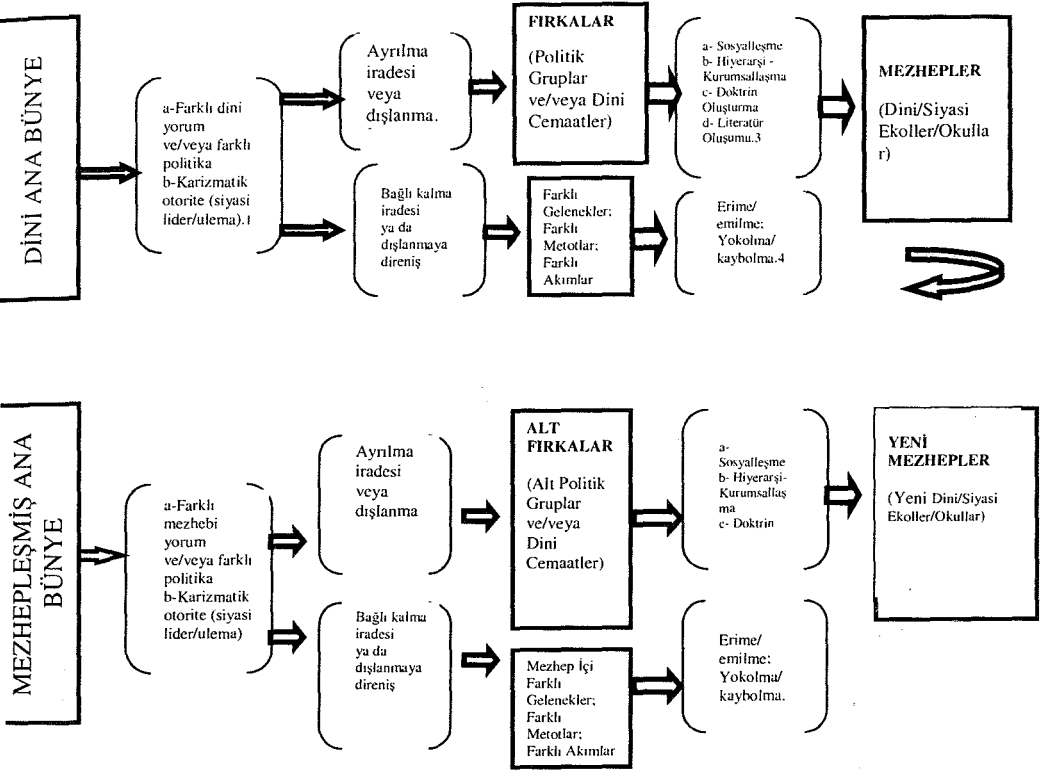 DİNİ ANA BÜNYE
a-Farklı dini
yorum
ve/veya farklı
politika
b-Karizmatik
otorite (siyasi
lider/ulema).1
Ayrılma
iradesi
veya
dışlanma.
FIRKALAR
(Politik
Gruplar
ve/veya Dini
Cemaatler)
a- Sosyalleşme
b- Hiyerarşi -
Kurumsallaşma
c- Doktrin
Oluşturma
d- Literatür
Oluşumu.3
MEZHEPLER
(Dini/Siyasi
Ekoller/Okulla
r)
Bağlı kalma
iradesi
ya da
dışlanmaya
direniş
Farklı
Gelenekler;
Farklı
Metotlar;
Farklı
Akımlar
Erime/
emilme;
Yokolma/
kaybolma.4
MEZHEPLEŞMİŞ ANA
BÜNYE
a-Farklı
mezhebi
yorum
ve/veya farklı
politika
b-Karizmatik
otorite (siyasi
lider/ulema)
Ayrılma
iradesi
veya
dışlanma
ALT
FIRKALAR
(Alt Politik
Gruplar
ve/veya
Dini
Cemaatler)
a-
Sosyalleşme
b- Hiyerarşi-
Kurumsallaş
ma
c- Doktrin
YENİ
MEZHEPLER
(Yeni Dini/Siyasi
Ekoller/Okullar)
Bağlı kalma
iradesi
ya da
dışlanmaya
direniş
Mezhep İçi
Farklı
Gelenekler;
Farklı
Metotlar;
Farklı Akımlar
Erime/
emilme;
Yokolma/
kaybolma.